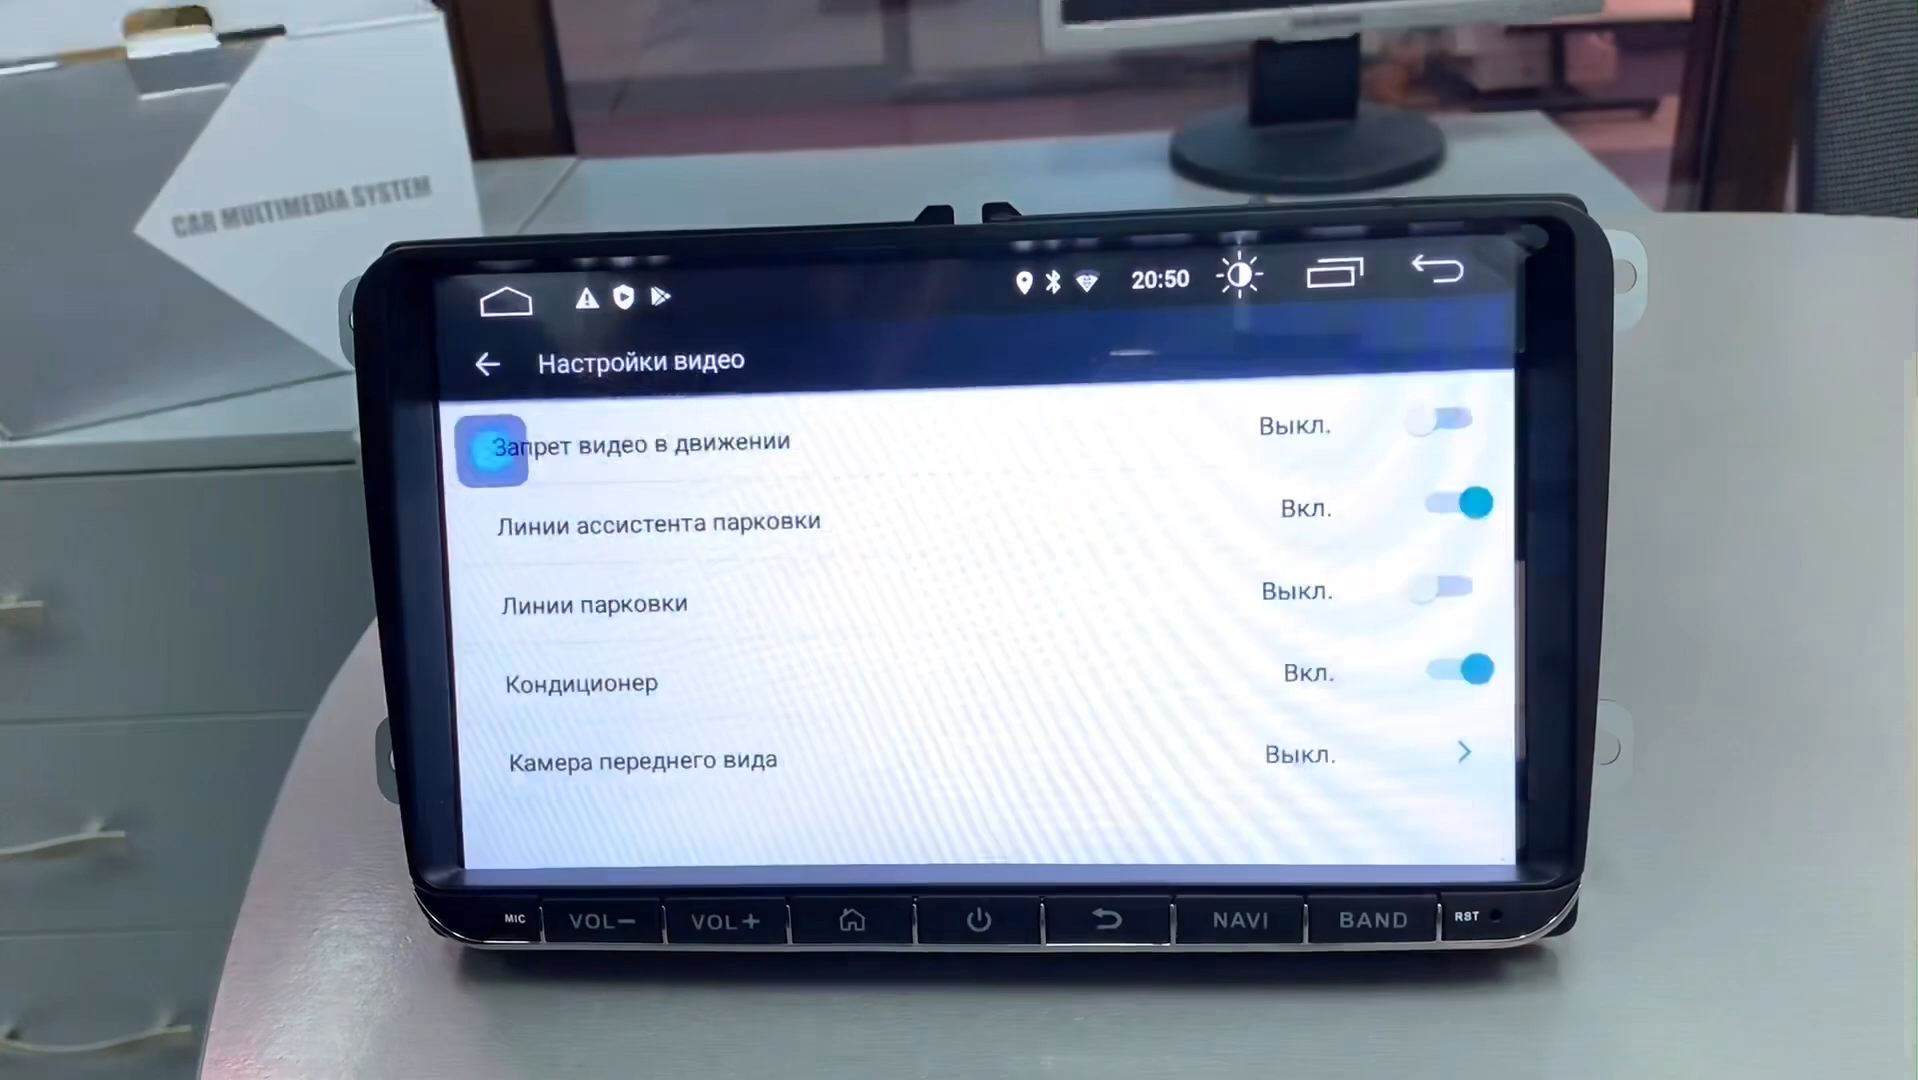 CAR MULTIMEDIA SYSTEM
20:50
Настройки видео
Запрет видео в движении Выкл.
Линии ассистента парковки Вкл.
Линии парковки Выкл.
Кондиционер Вкл.
Камера переднего вида Выкл.
MIC VOL− VOL+ NAVI BAND RST